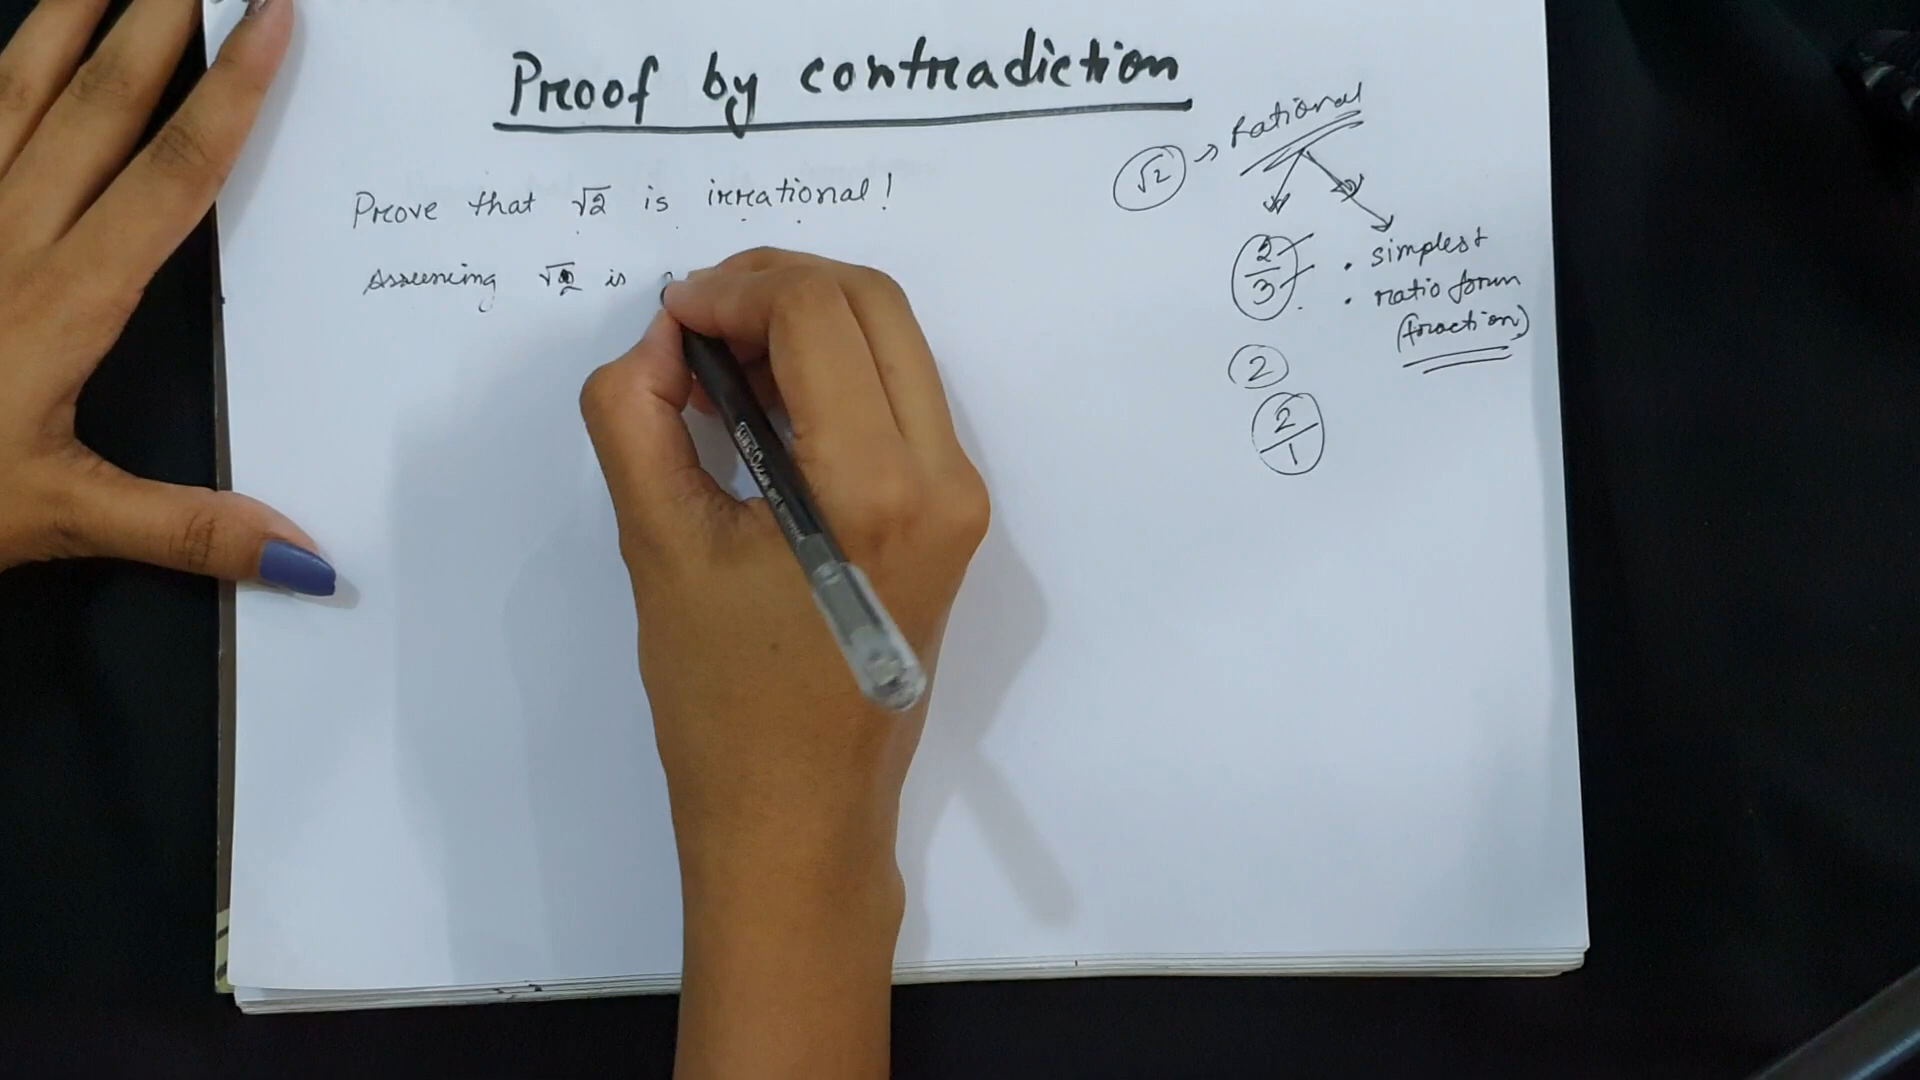 Proof by contradiction
Prove that √2 is irrational!
Assuming √2 is
√2 → rational
2/3
• simplest
• ratio form
(fraction)
2
2/1